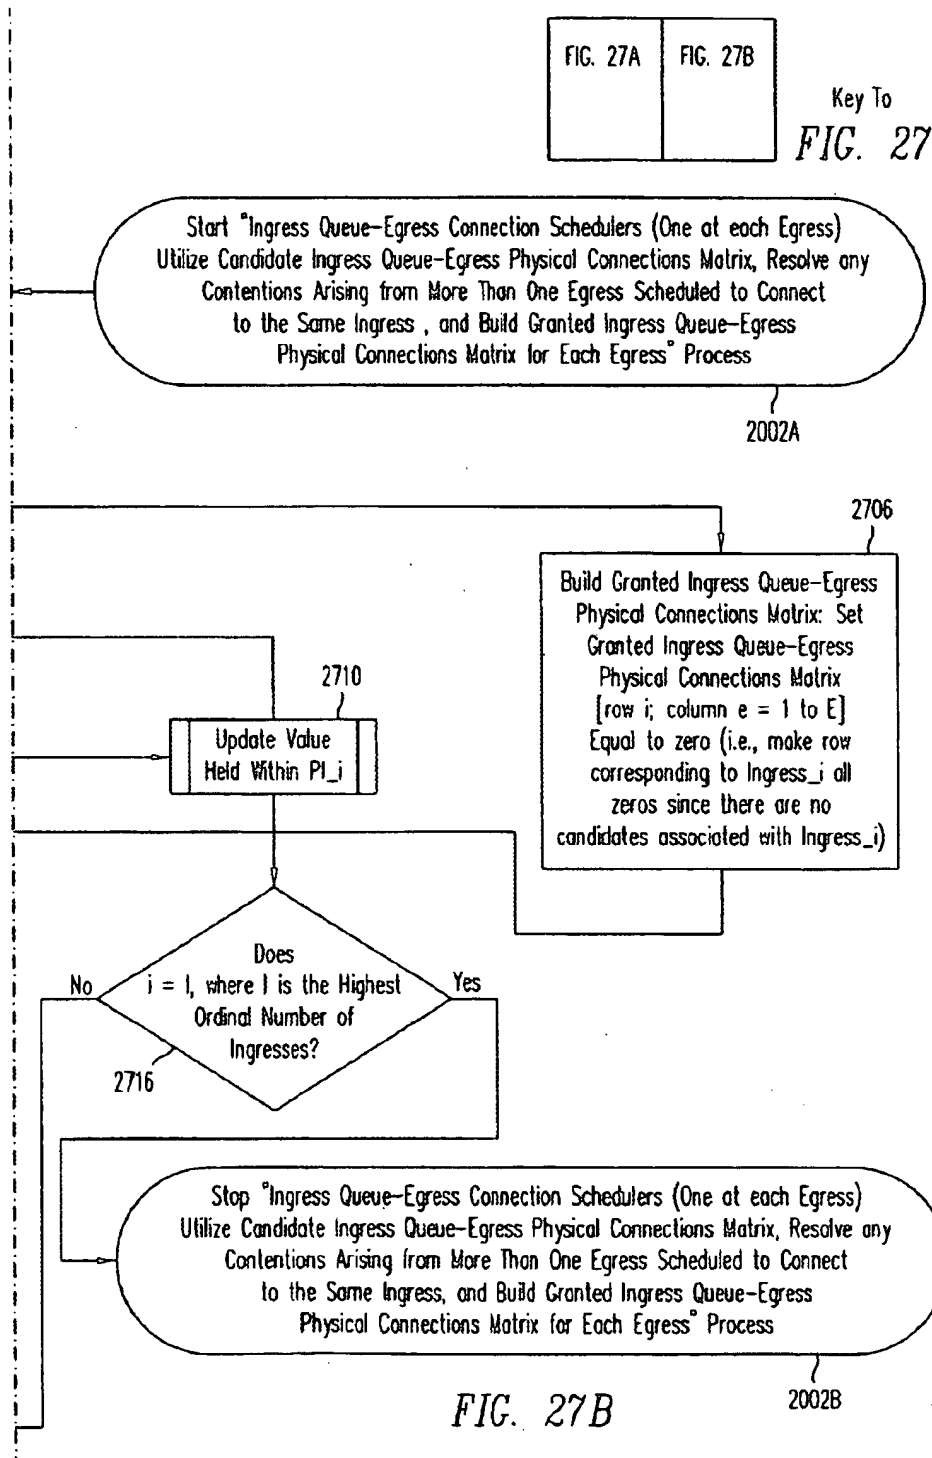 FIG. 27A
FIG. 27B
Key To
FIG. 27
Start "Ingress Queue-Egress Connection Schedulers (One at each Egress)
Utilize Candidate Ingress Queue-Egress Physical Connections Matrix, Resolve any
Contentions Arising from More Than One Egress Scheduled to Connect
to the Same Ingress , and Build Granted Ingress Queue-Egress
Physical Connections Matrix for Each Egress" Process
2002A
2706
Build Granted Ingress Queue-Egress
Physical Connections Matrix: Set
Granted Ingress Queue-Egress
Physical Connections Matrix
[row i; column e = 1 to E]
Equal to zero (i.e., make row
corresponding to Ingress_i all
zeros since there are no
candidates associated with Ingress_i)
2710
Update Value
Held Within PI_i
Does
i = I, where I is the Highest
Ordinal Number of
Ingresses?
No
Yes
2716
Stop "Ingress Queue-Egress Connection Schedulers (One at each Egress)
Utilize Candidate Ingress Queue-Egress Physical Connections Matrix, Resolve any
Contentions Arising from More Than One Egress Scheduled to Connect
to the Same Ingress, and Build Granted Ingress Queue-Egress
Physical Connections Matrix for Each Egress" Process
2002B
FIG. 27B